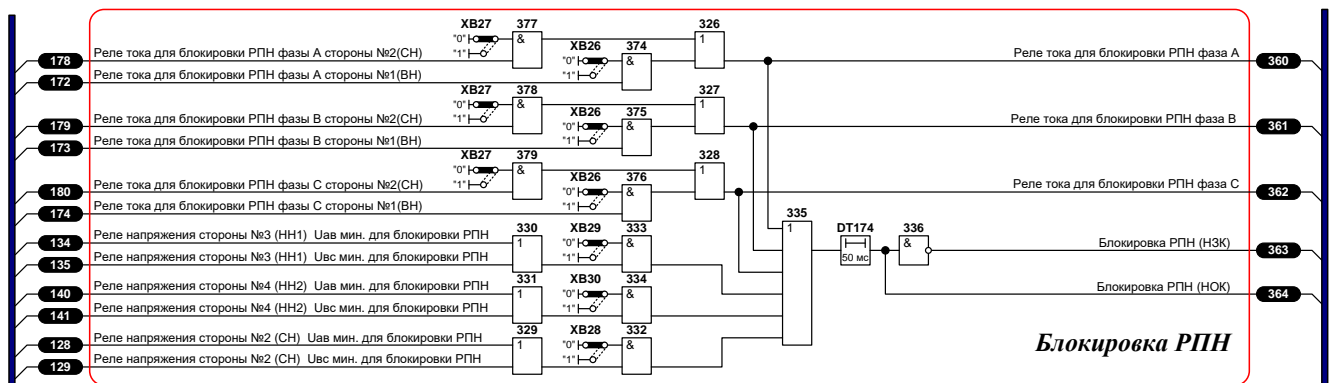 XB27 377 326
"0" & 1
"1" XB26 374
178 Реле тока для блокировки РПН фазы А стороны №2(СН) "0" & Реле тока для блокировки РПН фаза А 360
172 Реле тока для блокировки РПН фазы А стороны №1(ВН) "1"
XB27 378 327
"0" & XB26 375 1
"1" "0" &
179 Реле тока для блокировки РПН фазы В стороны №2(СН) "1" Реле тока для блокировки РПН фаза В 361
173 Реле тока для блокировки РПН фазы В стороны №1(ВН)
XB27 379 328
"0" & XB26 376 1
"1" "0" &
180 Реле тока для блокировки РПН фазы С стороны №2(СН) "1" Реле тока для блокировки РПН фаза С 362
174 Реле тока для блокировки РПН фазы С стороны №1(ВН)
335
1
330 XB29 333 DT174 336
134 Реле напряжения стороны №3 (НН1) Uав мин. для блокировки РПН 1 "0" & 50 мс & Блокировка РПН (НЗК) 363
135 Реле напряжения стороны №3 (НН1) Uвс мин. для блокировки РПН "1"
331 XB30 334
140 Реле напряжения стороны №4 (НН2) Uав мин. для блокировки РПН 1 "0" & Блокировка РПН (НОК) 364
141 Реле напряжения стороны №4 (НН2) Uвс мин. для блокировки РПН "1"
329 XB28 332
128 Реле напряжения стороны №2 (СН) Uав мин. для блокировки РПН 1 "0" &
129 Реле напряжения стороны №2 (СН) Uвс мин. для блокировки РПН "1"
Блокировка РПН